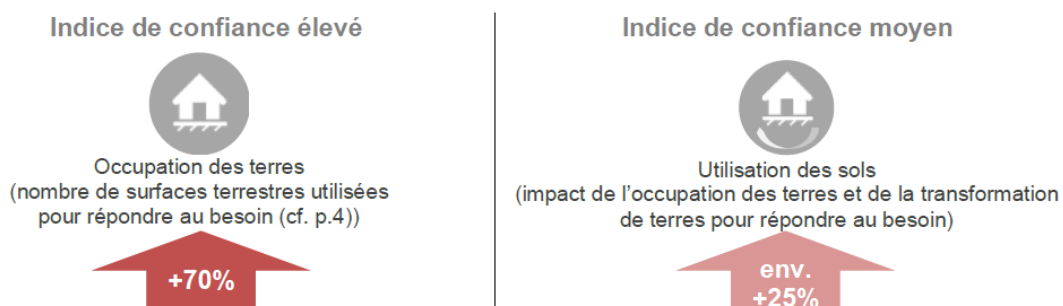 Indice de confiance élevé
Occupation des terres
(nombre de surfaces terrestres utilisées
pour répondre au besoin (cf. p.4))
+70%
Indice de confiance moyen
Utilisation des sols
(impact de l'occupation des terres et de la transformation
de terres pour répondre au besoin)
env.
+25%